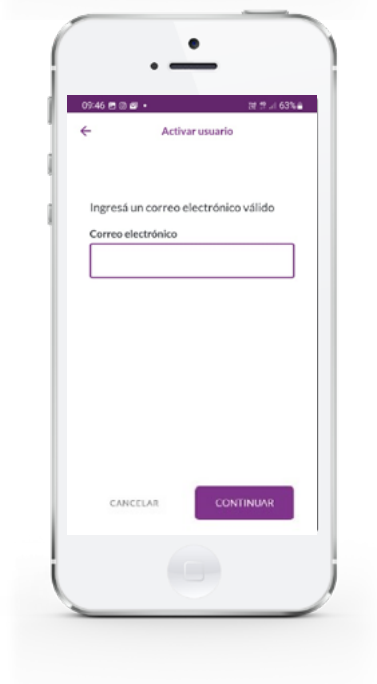 09:46
63%
Activar usuario
Ingresá un correo electrónico válido
Correo electrónico
CANCELAR
CONTINUAR